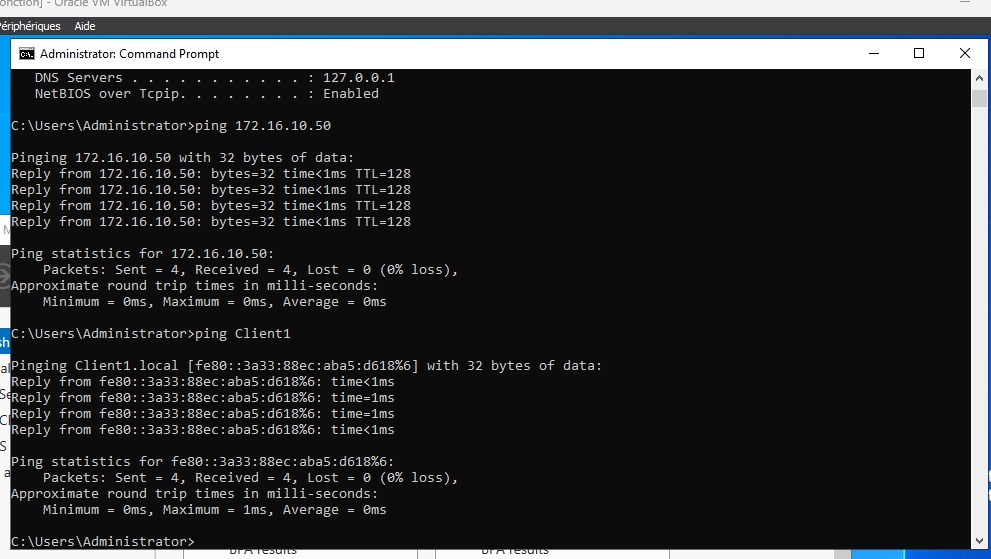 onction] - Oracle VM VirtualBox
Périphériques Aide
Administrator: Command Prompt
DNS Servers . . . . . . . . . . . : 127.0.0.1
NetBIOS over Tcpip. . . . . . . . : Enabled
C:\Users\Administrator>ping 172.16.10.50
Pinging 172.16.10.50 with 32 bytes of data:
Reply from 172.16.10.50: bytes=32 time<1ms TTL=128
Reply from 172.16.10.50: bytes=32 time<1ms TTL=128
Reply from 172.16.10.50: bytes=32 time<1ms TTL=128
Reply from 172.16.10.50: bytes=32 time<1ms TTL=128
Ping statistics for 172.16.10.50:
Packets: Sent = 4, Received = 4, Lost = 0 (0% loss),
Approximate round trip times in milli-seconds:
Minimum = 0ms, Maximum = 0ms, Average = 0ms
C:\Users\Administrator>ping Client1
Pinging Client1.local [fe80::3a33:88ec:aba5:d618%6] with 32 bytes of data:
Reply from fe80::3a33:88ec:aba5:d618%6: time<1ms
Reply from fe80::3a33:88ec:aba5:d618%6: time=1ms
Reply from fe80::3a33:88ec:aba5:d618%6: time=1ms
Reply from fe80::3a33:88ec:aba5:d618%6: time<1ms
Ping statistics for fe80::3a33:88ec:aba5:d618%6:
Packets: Sent = 4, Received = 4, Lost = 0 (0% loss),
Approximate round trip times in milli-seconds:
Minimum = 0ms, Maximum = 1ms, Average = 0ms
C:\Users\Administrator>
BPA results BPA results